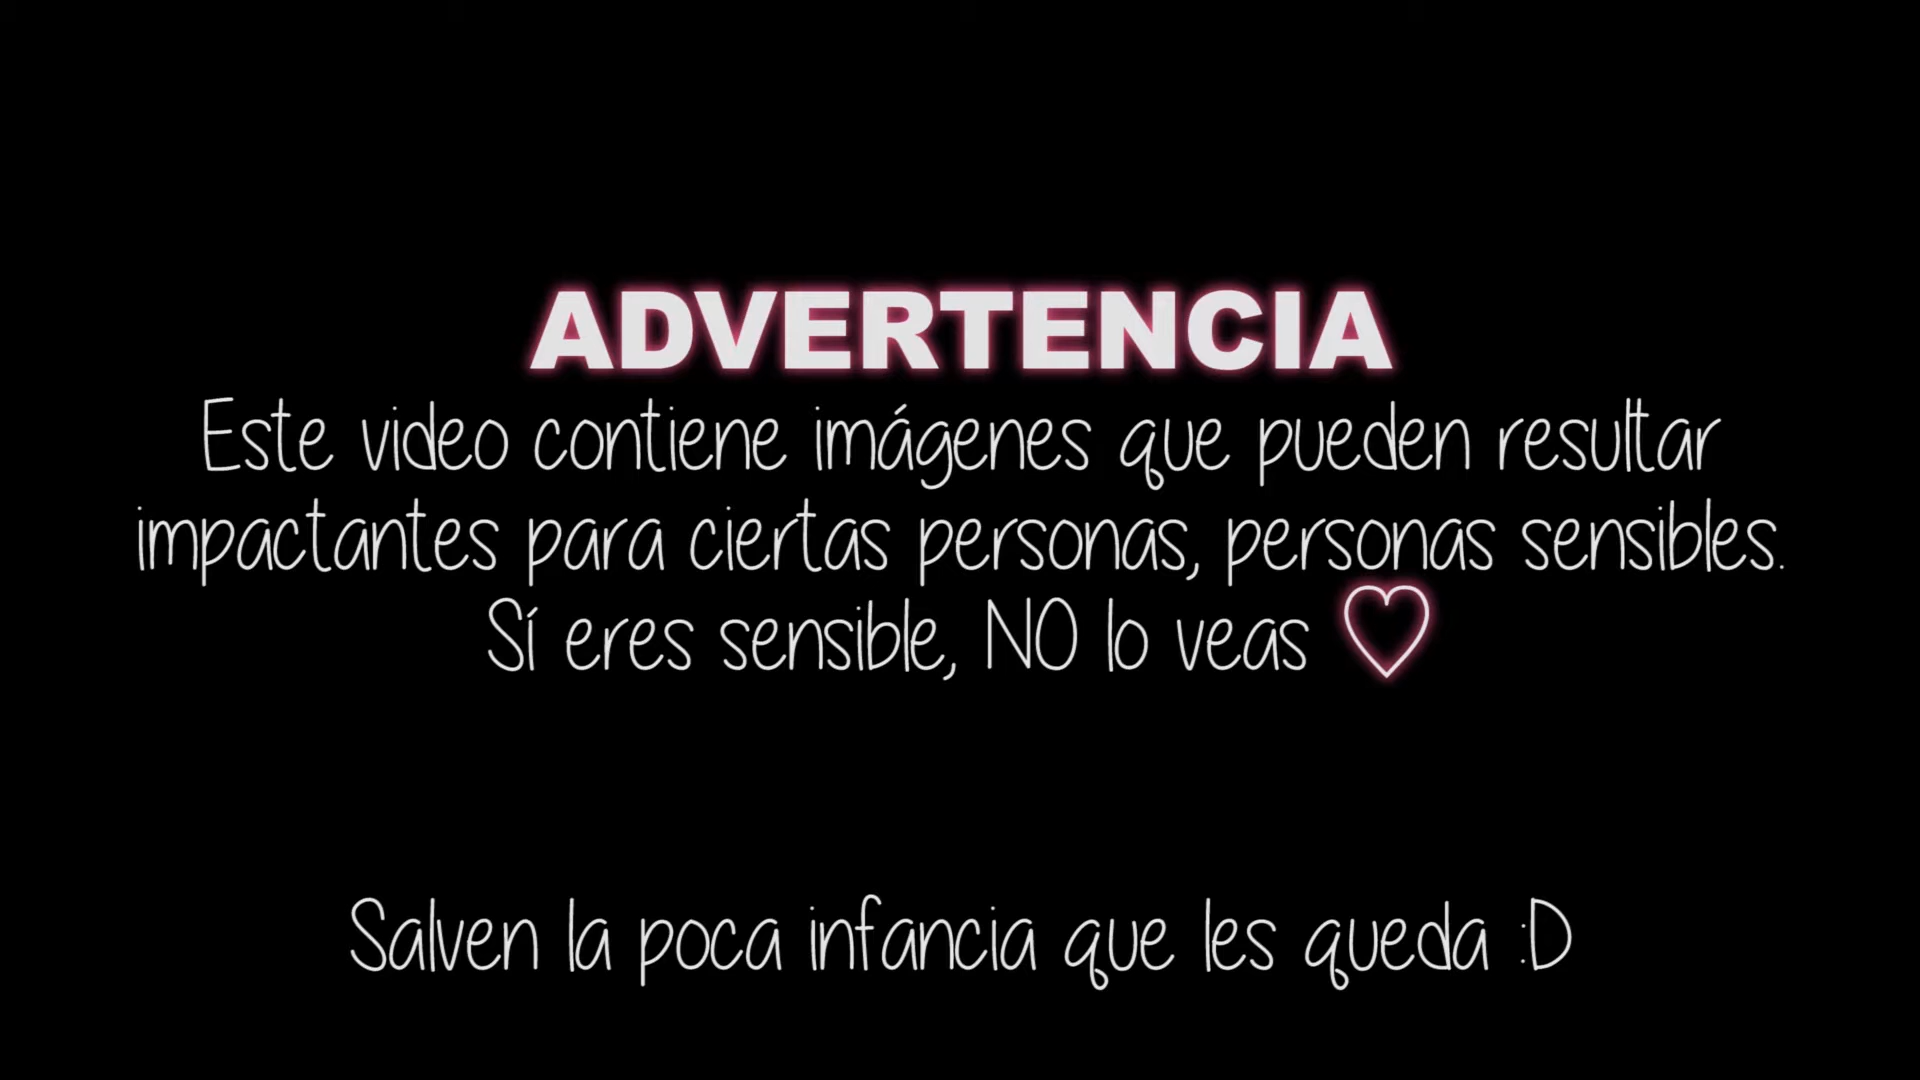 ADVERTENCIA
Este video contiene imágenes que pueden resultar
impactantes para ciertas personas, personas sensibles.
Sí eres sensible, NO lo veas ♡
Salven la poca infancia que les queda :D